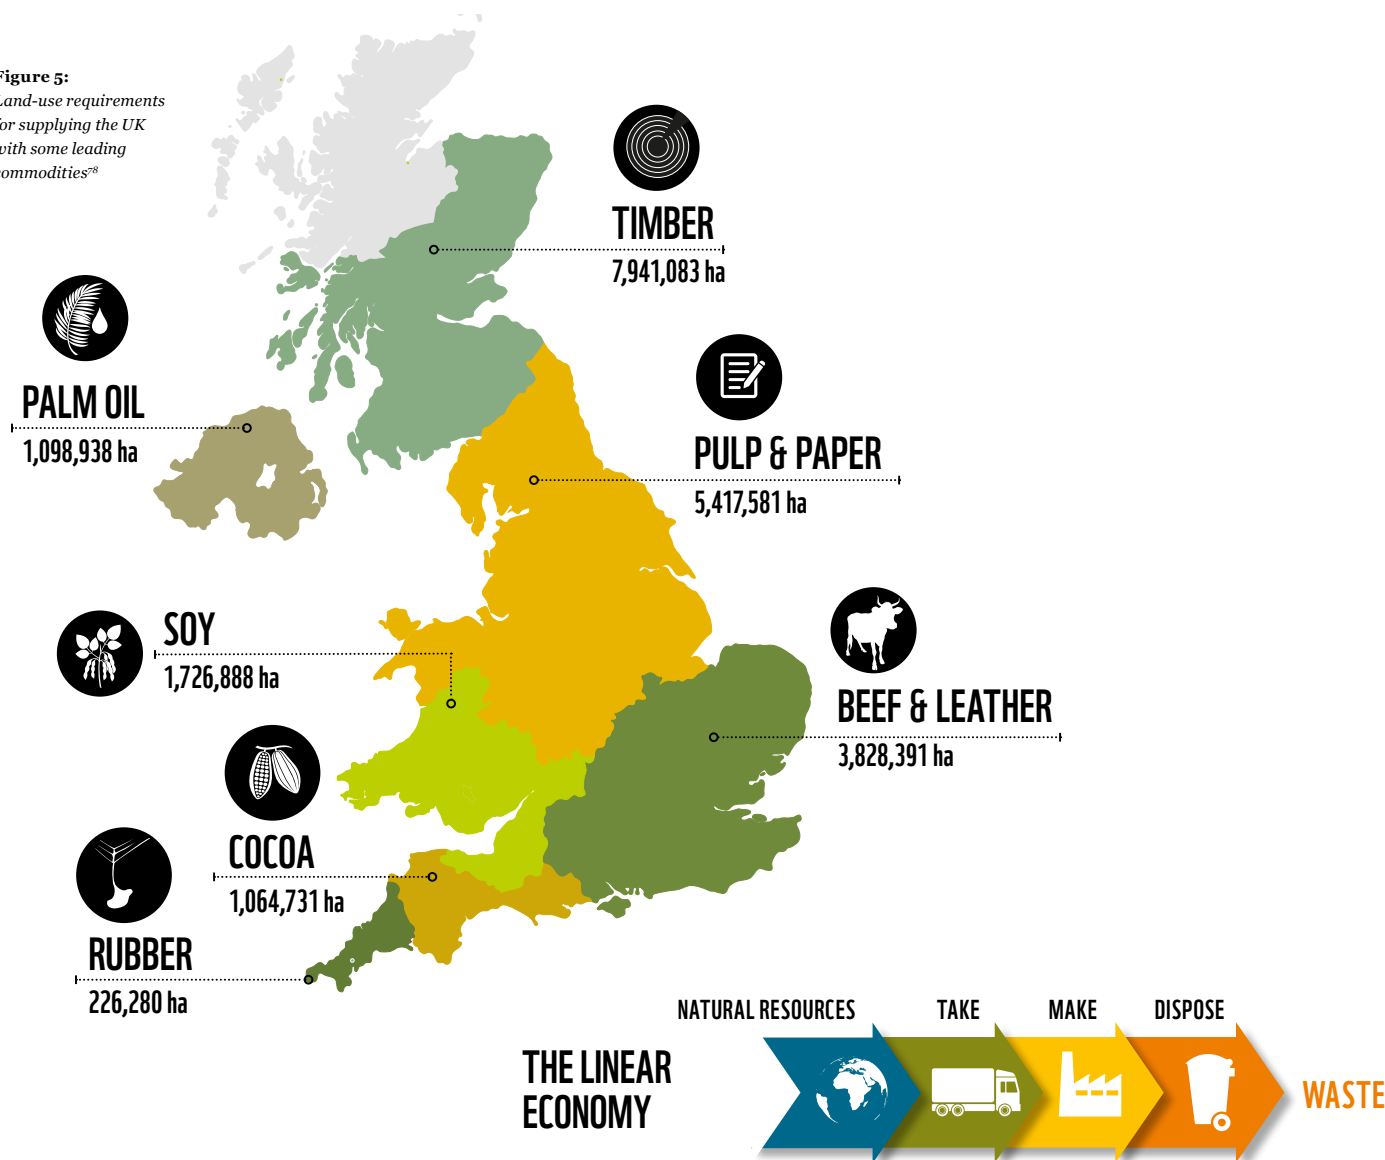 Figure 5:
Land-use requirements
for supplying the UK
with some leading
commodities⁷⁸
TIMBER
7,941,083 ha
PALM OIL
1,098,938 ha
PULP & PAPER
5,417,581 ha
SOY
1,726,888 ha
BEEF & LEATHER
3,828,391 ha
COCOA
1,064,731 ha
RUBBER
226,280 ha
NATURAL RESOURCES
TAKE
MAKE
DISPOSE
THE LINEAR
ECONOMY
WASTE